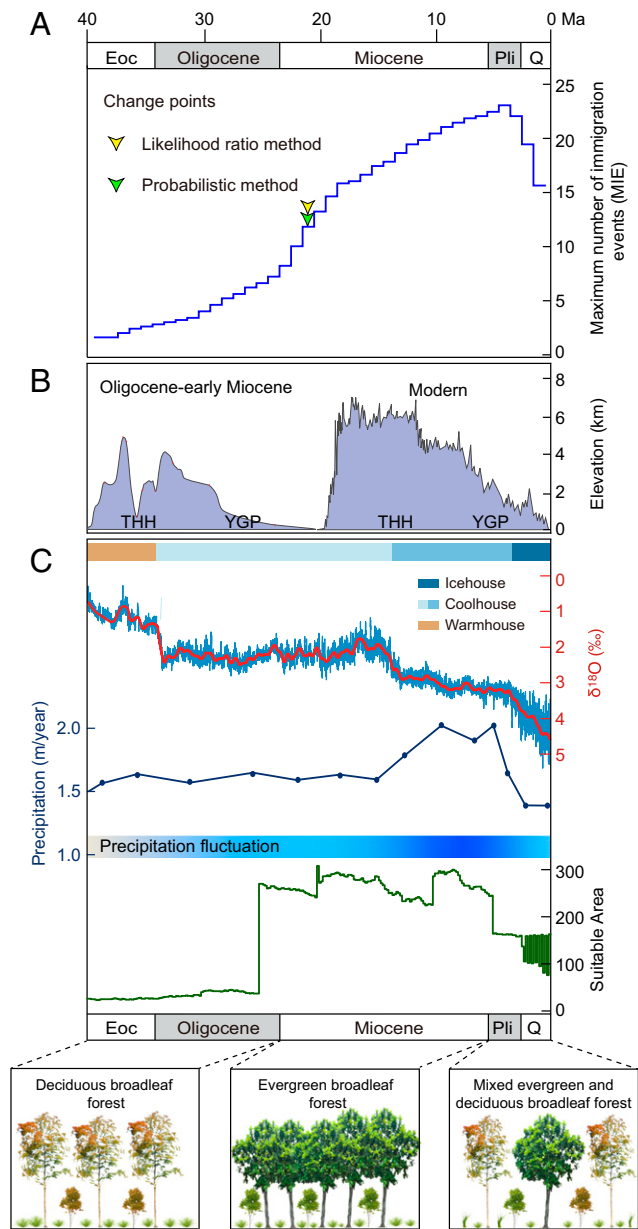 40 30 20 10 0 Ma
A
Eoc Oligocene Miocene Pli Q
Change points
Likelihood ratio method
Probabilistic method
25
20
15
10
5
0
Maximum number of immigration
events (MIE)
B
Oligocene-early Miocene Modern
THH YGP THH YGP
8
6
4
2
0
Elevation (km)
C
Icehouse
Coolhouse
Warmhouse
0
1
2
3
4
5
δ18O (‰)
2.0
1.5
1.0
Precipitation (m/year)
Precipitation fluctuation
300
200
100
0
Suitable Area
Eoc Oligocene Miocene Pli Q
Deciduous broadleaf
forest
Evergreen broadleaf
forest
Mixed evergreen and
deciduous broadleaf forest